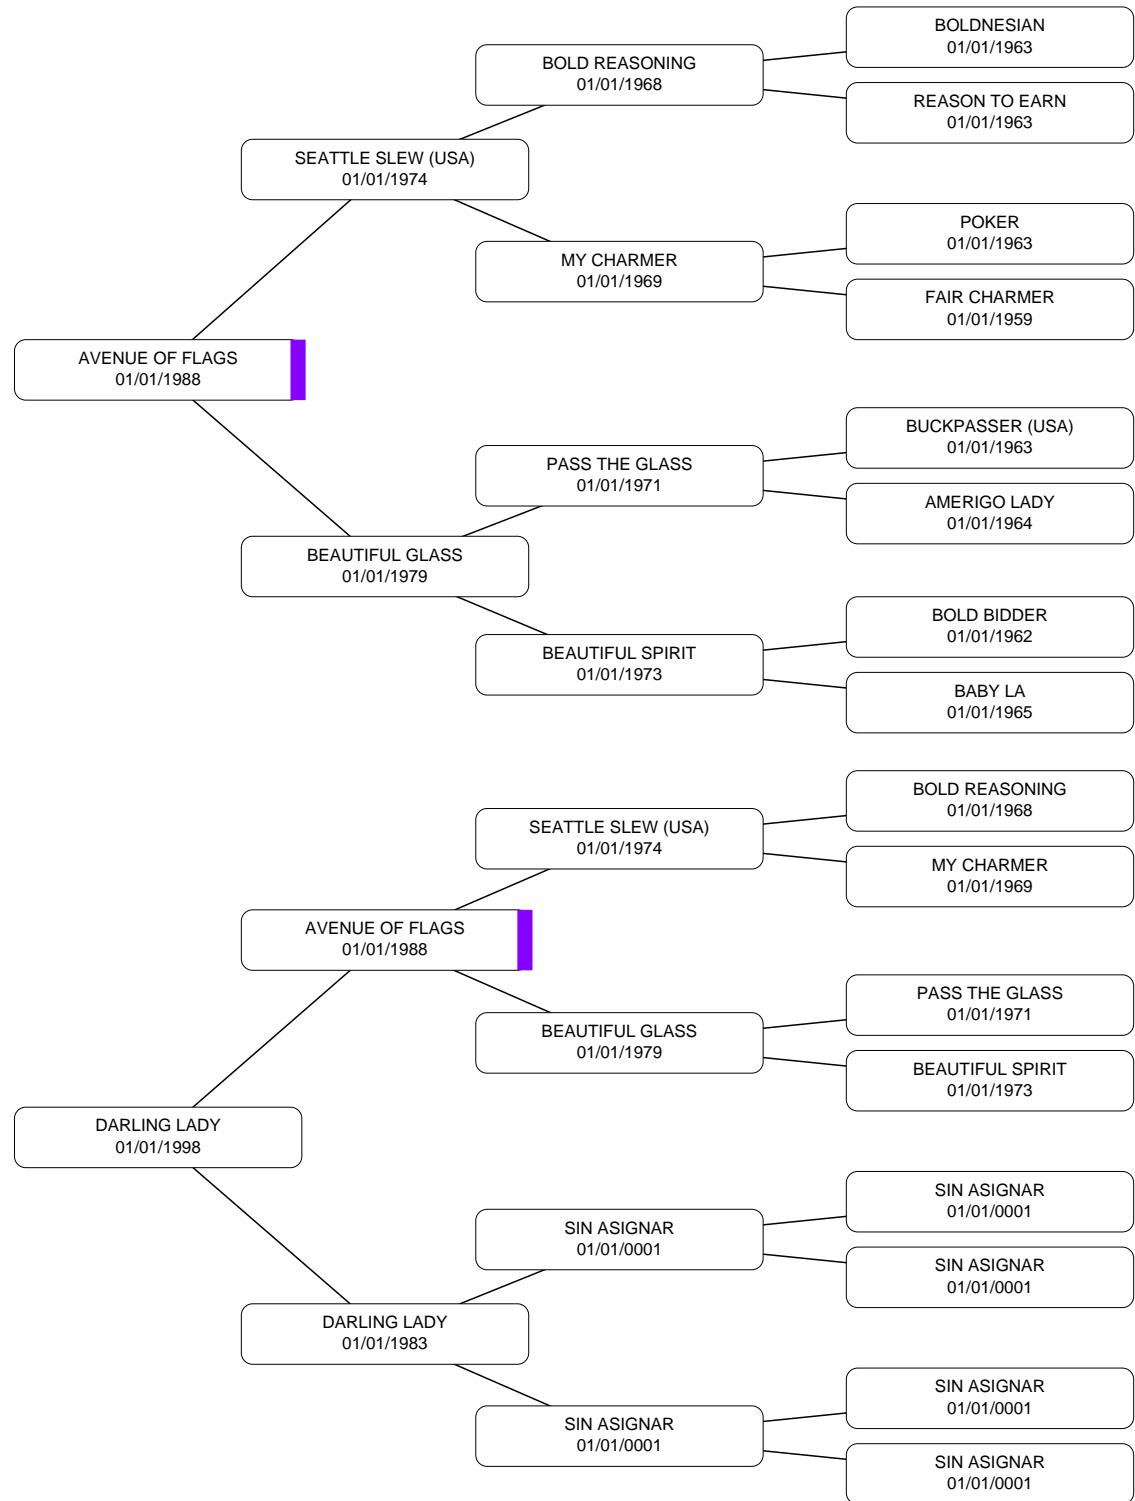 BOLDNESIAN
01/01/1963
BOLD REASONING
01/01/1968
REASON TO EARN
01/01/1963
SEATTLE SLEW (USA)
01/01/1974
POKER
01/01/1963
MY CHARMER
01/01/1969
FAIR CHARMER
01/01/1959
AVENUE OF FLAGS
01/01/1988
BUCKPASSER (USA)
01/01/1963
PASS THE GLASS
01/01/1971
AMERIGO LADY
01/01/1964
BEAUTIFUL GLASS
01/01/1979
BOLD BIDDER
01/01/1962
BEAUTIFUL SPIRIT
01/01/1973
BABY LA
01/01/1965
BOLD REASONING
01/01/1968
SEATTLE SLEW (USA)
01/01/1974
MY CHARMER
01/01/1969
AVENUE OF FLAGS
01/01/1988
PASS THE GLASS
01/01/1971
BEAUTIFUL GLASS
01/01/1979
BEAUTIFUL SPIRIT
01/01/1973
DARLING LADY
01/01/1998
SIN ASIGNAR
01/01/0001
SIN ASIGNAR
01/01/0001
SIN ASIGNAR
01/01/0001
DARLING LADY
01/01/1983
SIN ASIGNAR
01/01/0001
SIN ASIGNAR
01/01/0001
SIN ASIGNAR
01/01/0001